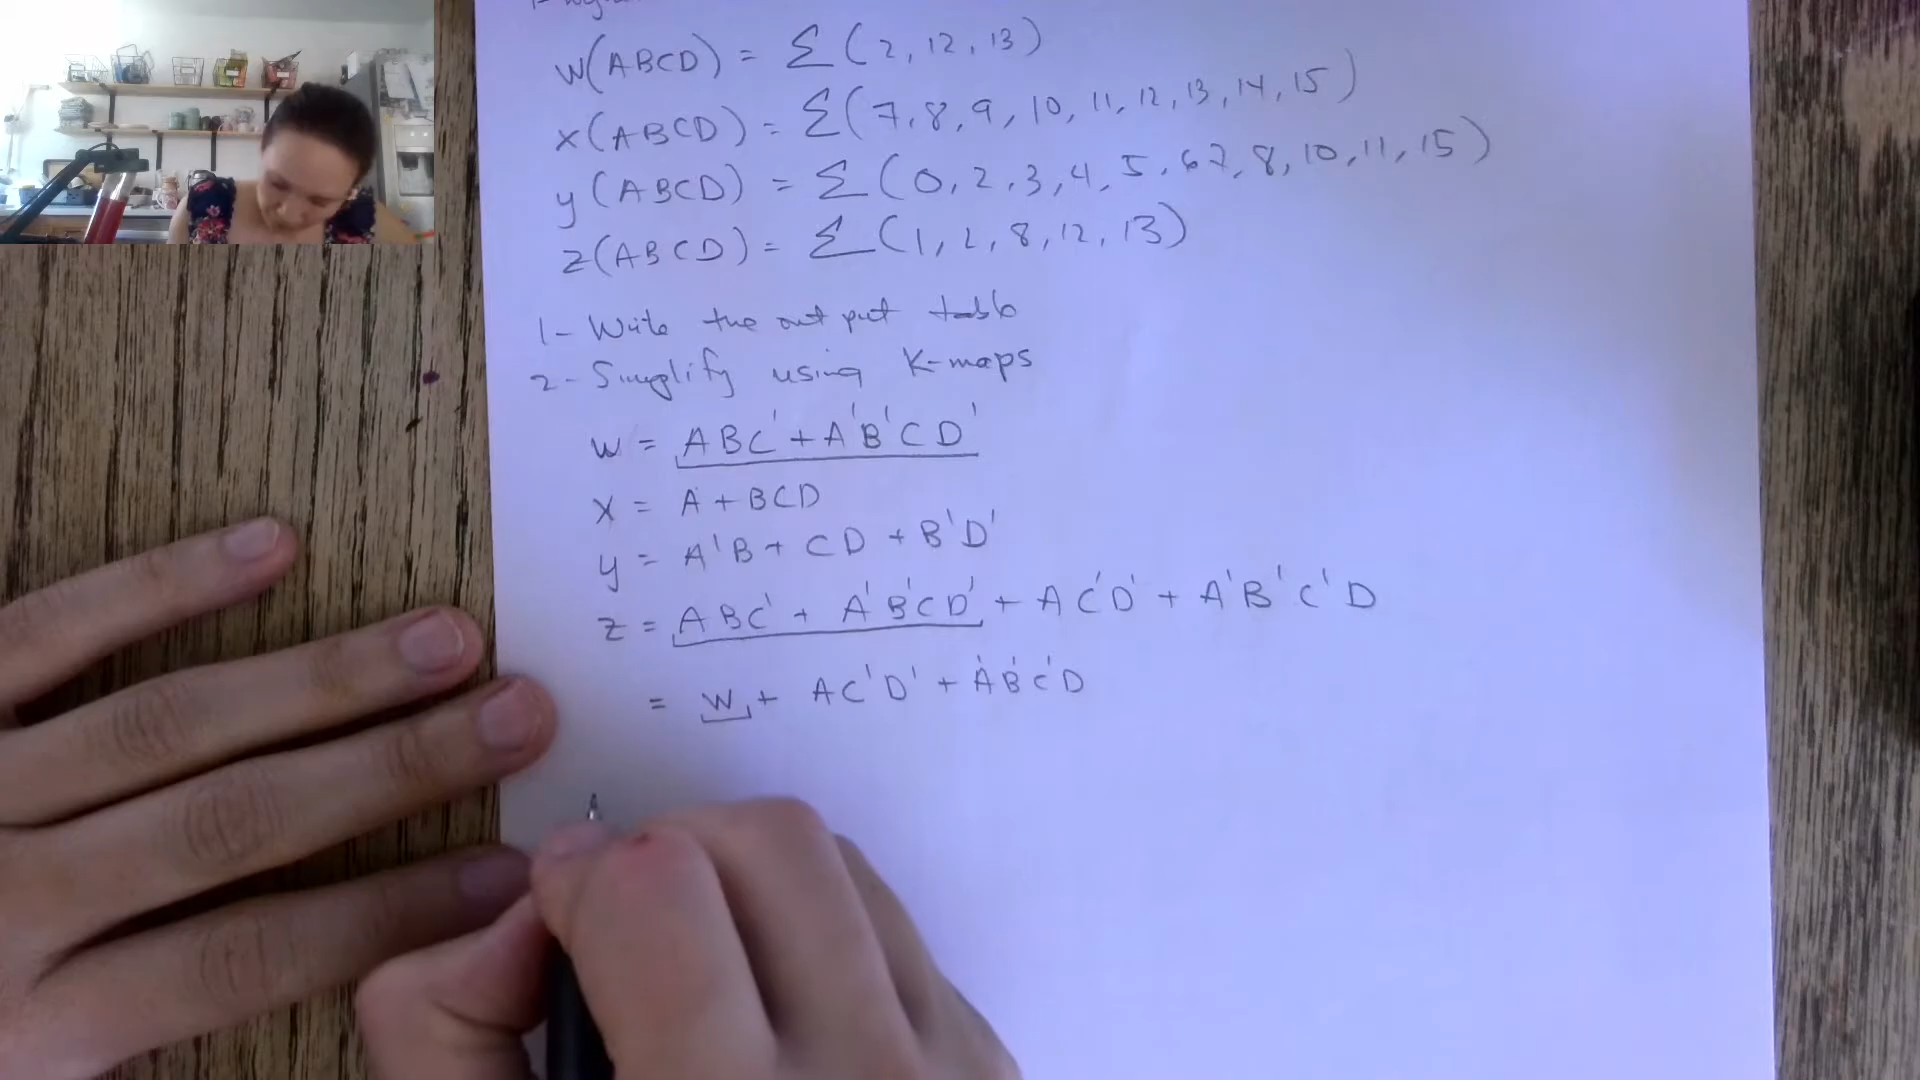 W(ABCD) = Σ(2, 12, 13)
X(ABCD) = Σ(7, 8, 9, 10, 11, 12, 13, 14, 15)
y(ABCD) = Σ(0, 2, 3, 4, 5, 6 7, 8, 10, 11, 15)
Z(ABCD) = Σ(1, 2, 8, 12, 13)
1- Write the out put table
2- Simplify using K-maps
W = ABC' + A'B'CD'
X = A + BCD
y = A'B + CD + B'D'
Z = ABC' + A'B'CD' + AC'D' + A'B'C'D
= W + AC'D' + A'B'C'D